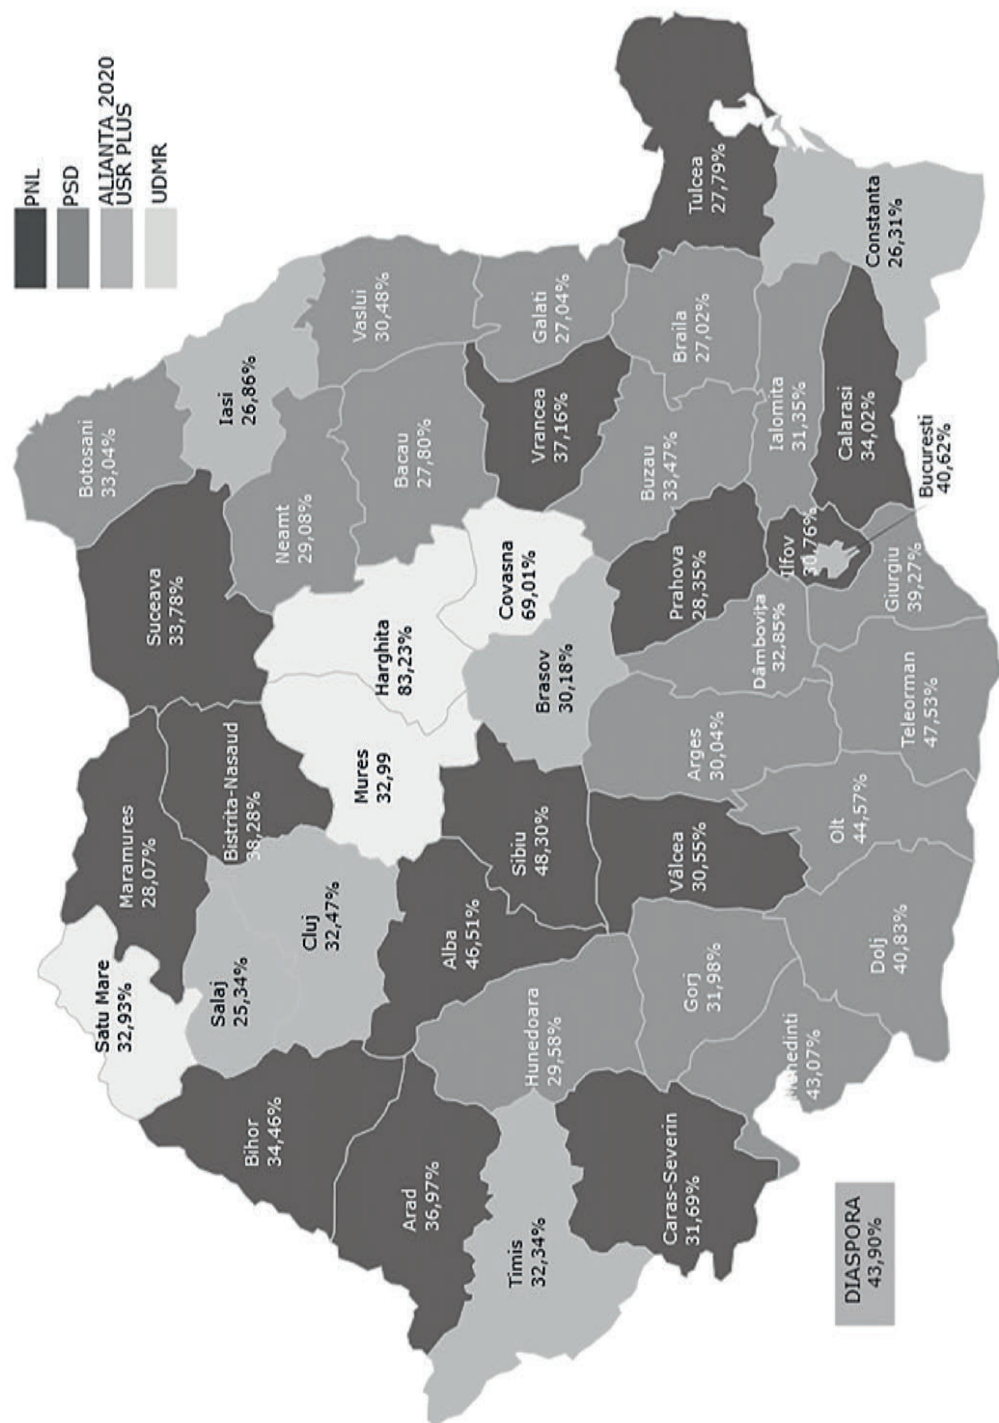 PNL
PSD
ALIANTA 2020
USR PLUS
UDMR
Satu Mare
32,93%
Maramures
28,07%
Suceava
33,78%
Botosani
33,04%
Iasi
26,86%
Bihor
34,46%
Salaj
25,34%
Cluj
32,47%
Bistrita-Nasaud
38,28%
Mures
32,99
Harghita
83,23%
Neamt
29,08%
Bacau
27,80%
Vaslui
30,48%
Arad
36,97%
Alba
46,51%
Sibiu
48,30%
Brasov
30,18%
Covasna
69,01%
Vrancea
37,16%
Galati
27,04%
Timis
32,34%
Hunedoara
29,58%
Caras-Severin
31,69%
Gorj
31,98%
Vâlcea
30,55%
Arges
30,04%
Prahova
28,35%
Buzau
33,47%
Braila
27,02%
Tulcea
27,79%
Mehedinti
43,07%
Dolj
40,83%
Olt
44,57%
Teleorman
47,53%
Dâmbovița
32,85%
Ilfov
30,76%
Giurgiu
39,27%
Ialomita
31,35%
Calarasi
34,02%
Constanta
26,31%
Bucuresti
40,62%
DIASPORA
43,90%